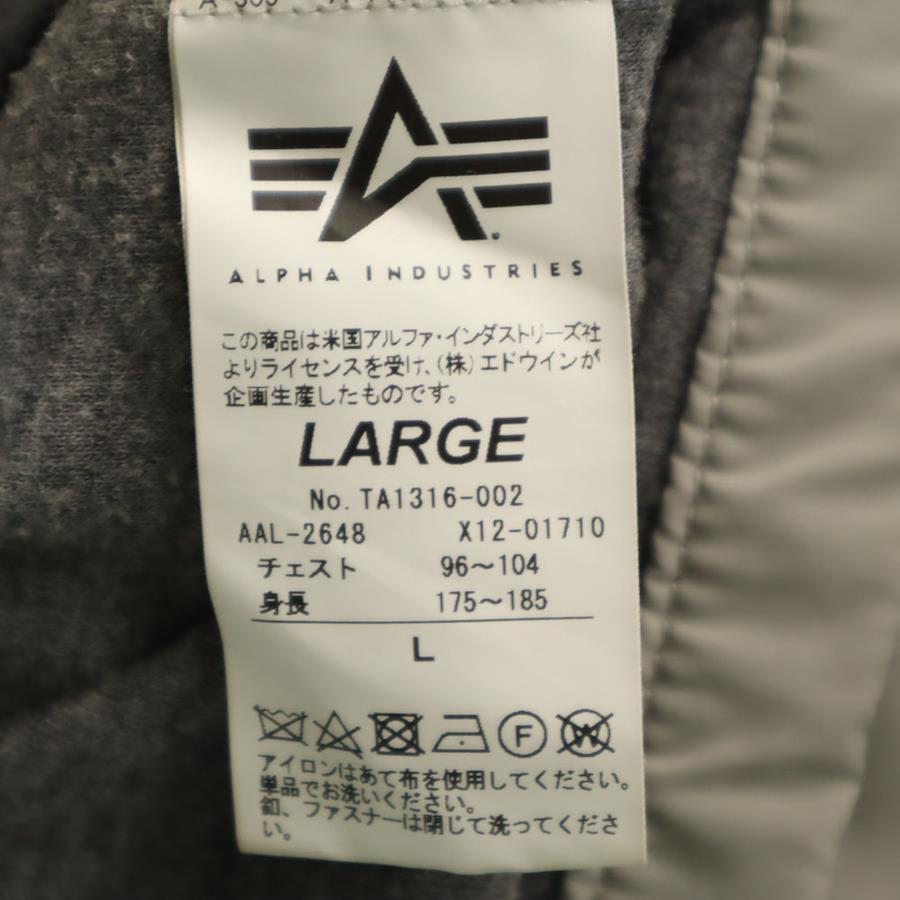 ALPHA INDUSTRIES
この商品は米国アルファ・インダストリーズ社
よりライセンスを受け、(株)エドウインが
企画生産したものです。
LARGE
No. TA1316-002
AAL-2648 X12-01710
チェスト 96〜104
身長 175〜185
L
F W
アイロンはあて布を使用してください。
単品でお洗いください。
釦、ファスナーは閉じて洗ってくださ
い。